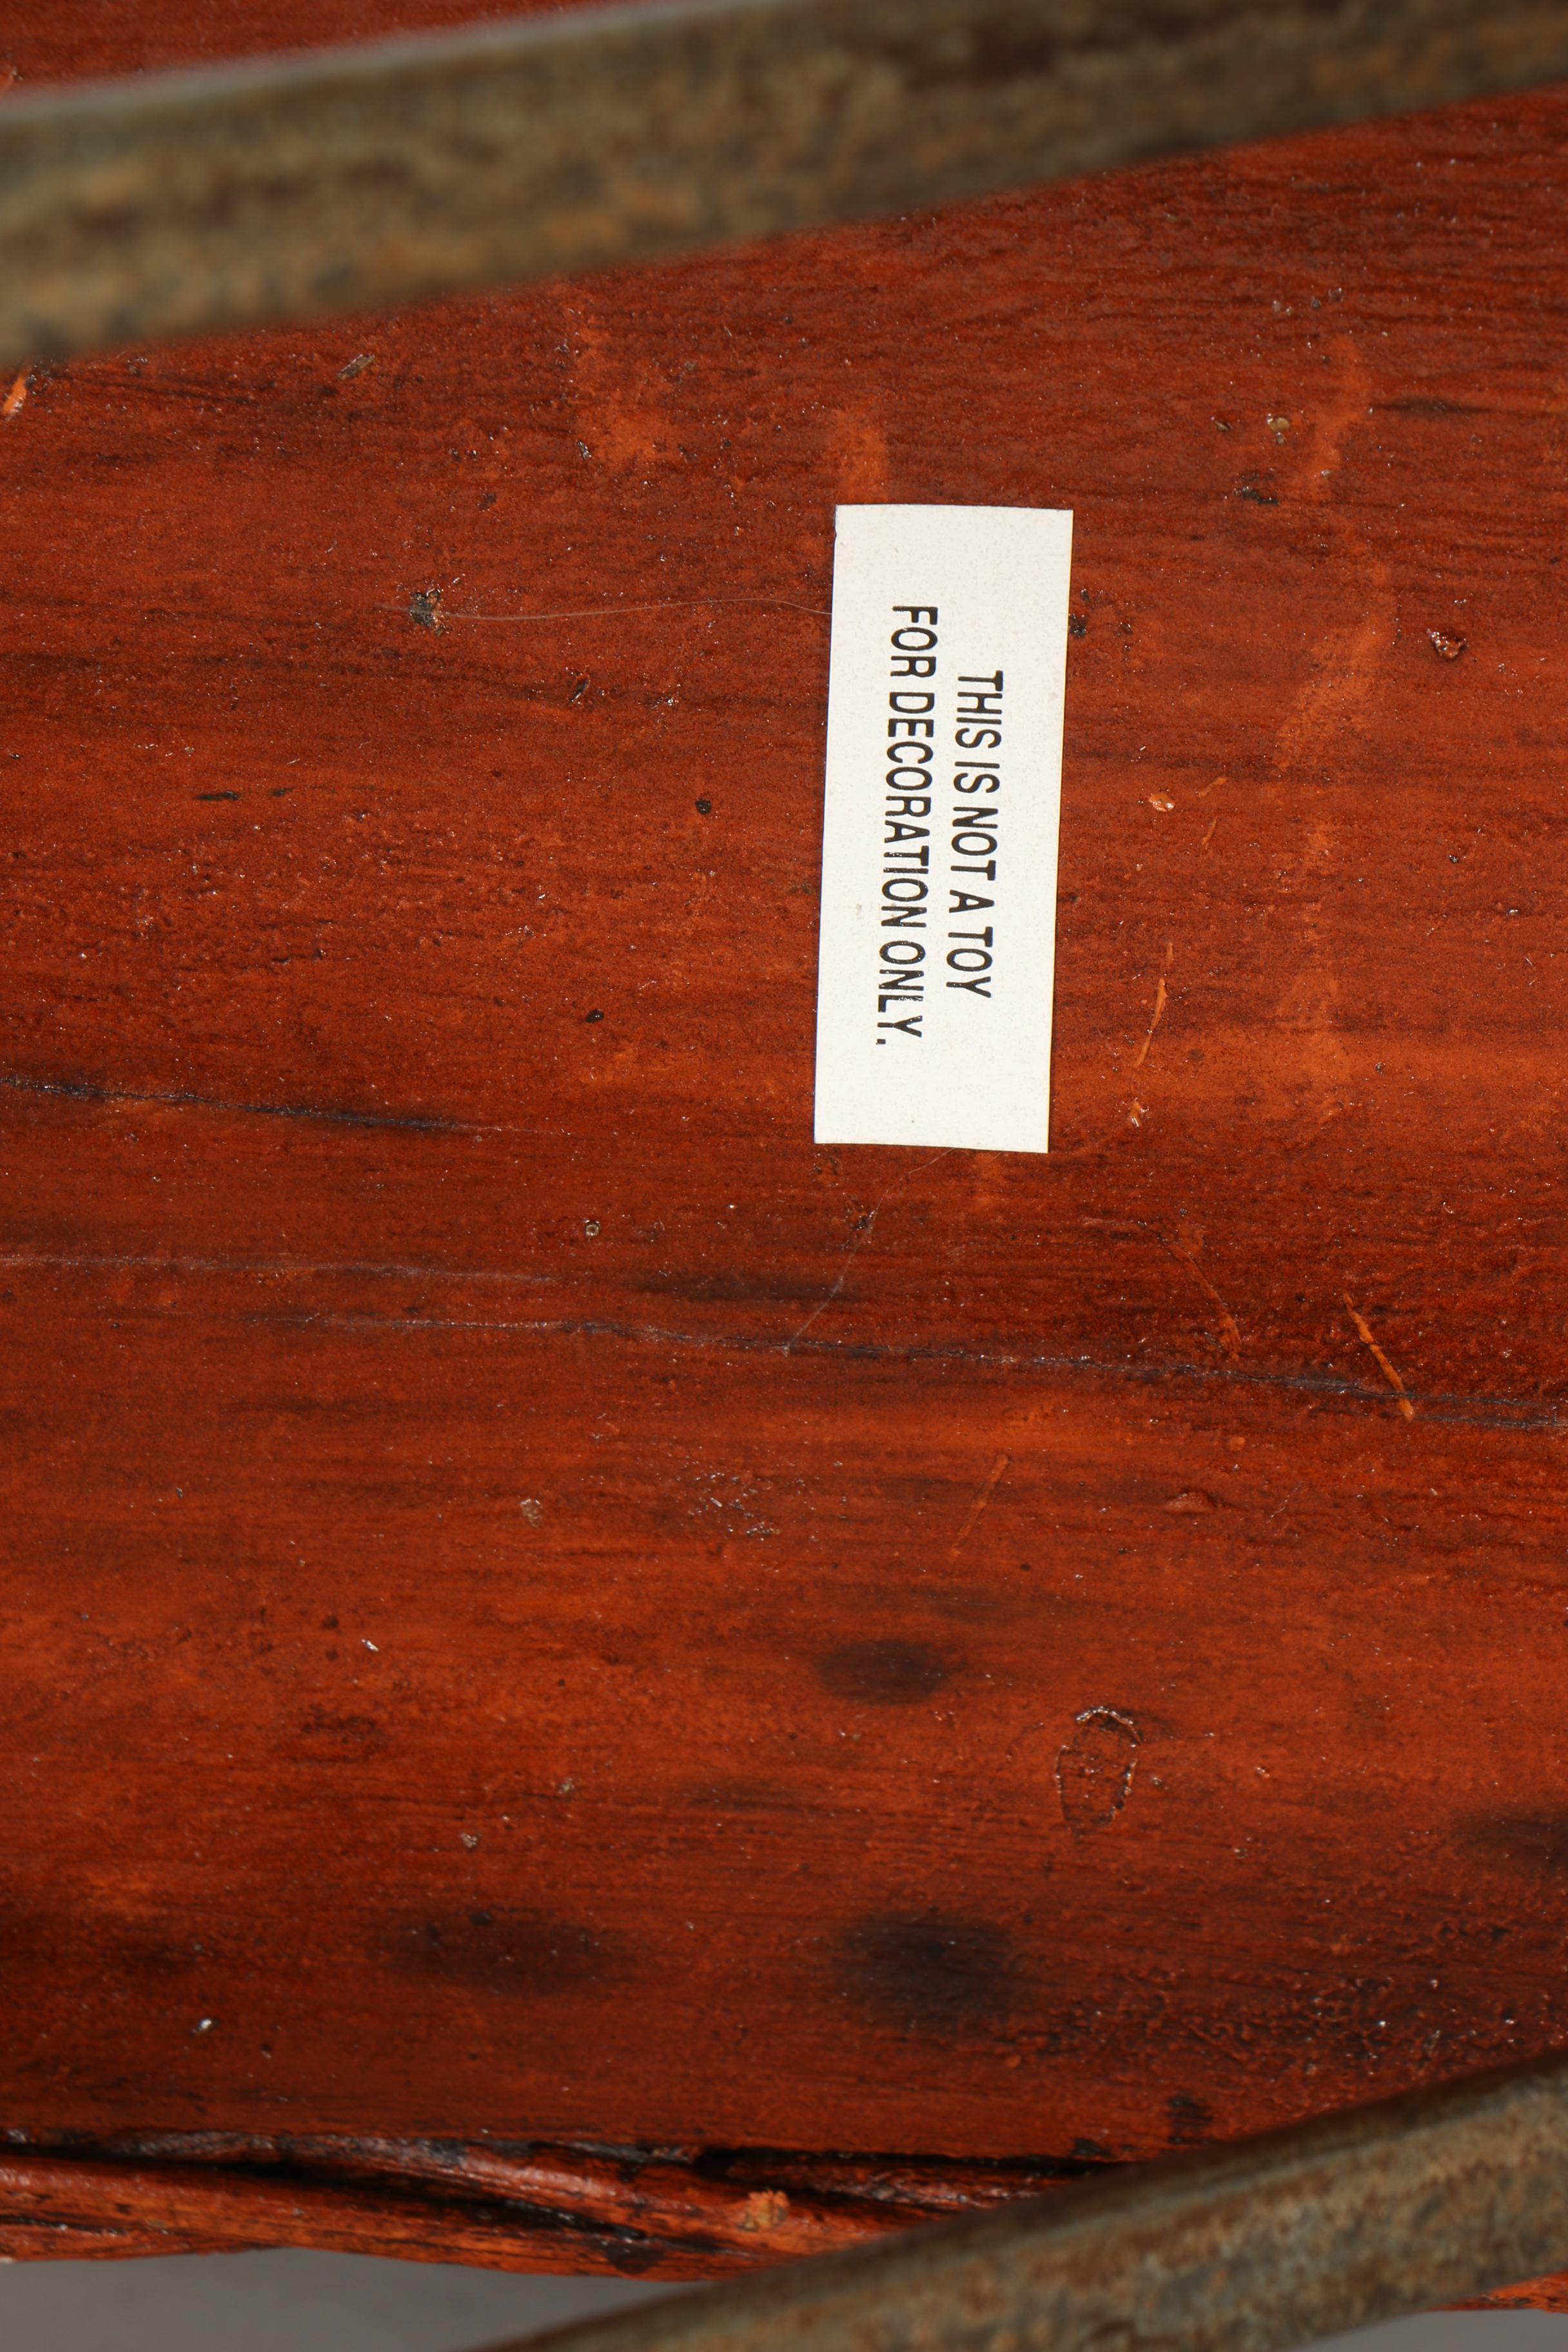 THIS IS NOT A TOY
FOR DECORATION ONLY.